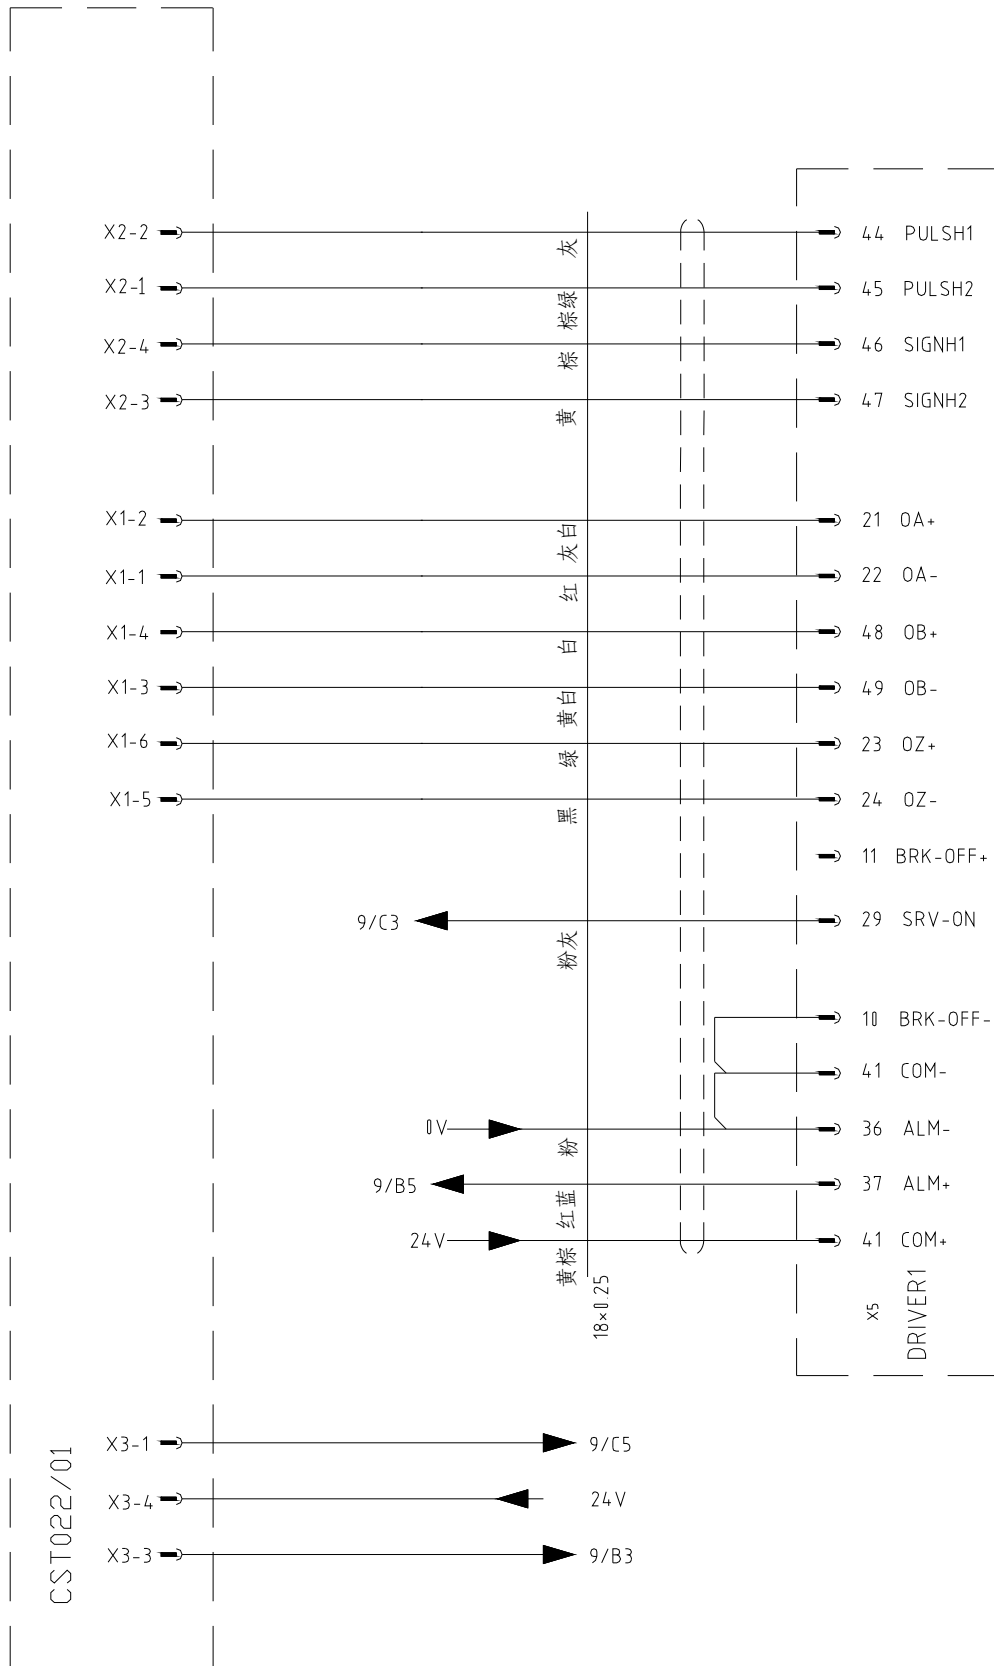 X2-2 44 PULSH1
灰
X2-1 45 PULSH2
棕绿
X2-4 46 SIGNH1
棕
X2-3 47 SIGNH2
黄
X1-2 21 OA+
灰白
X1-1 22 OA-
红
X1-4 48 OB+
白
X1-3 49 OB-
黄白
X1-6 23 OZ+
绿
X1-5 24 OZ-
黑
11 BRK-OFF+
9/C3 29 SRV-ON
粉灰
10 BRK-OFF-
41 COM-
0V 36 ALM-
粉
9/B5 37 ALM+
红蓝
24V 41 COM+
黄棕
18×0.25
X5
DRIVER1
X3-1 9/C5
X3-4 24V
X3-3 9/B3
CST022/01